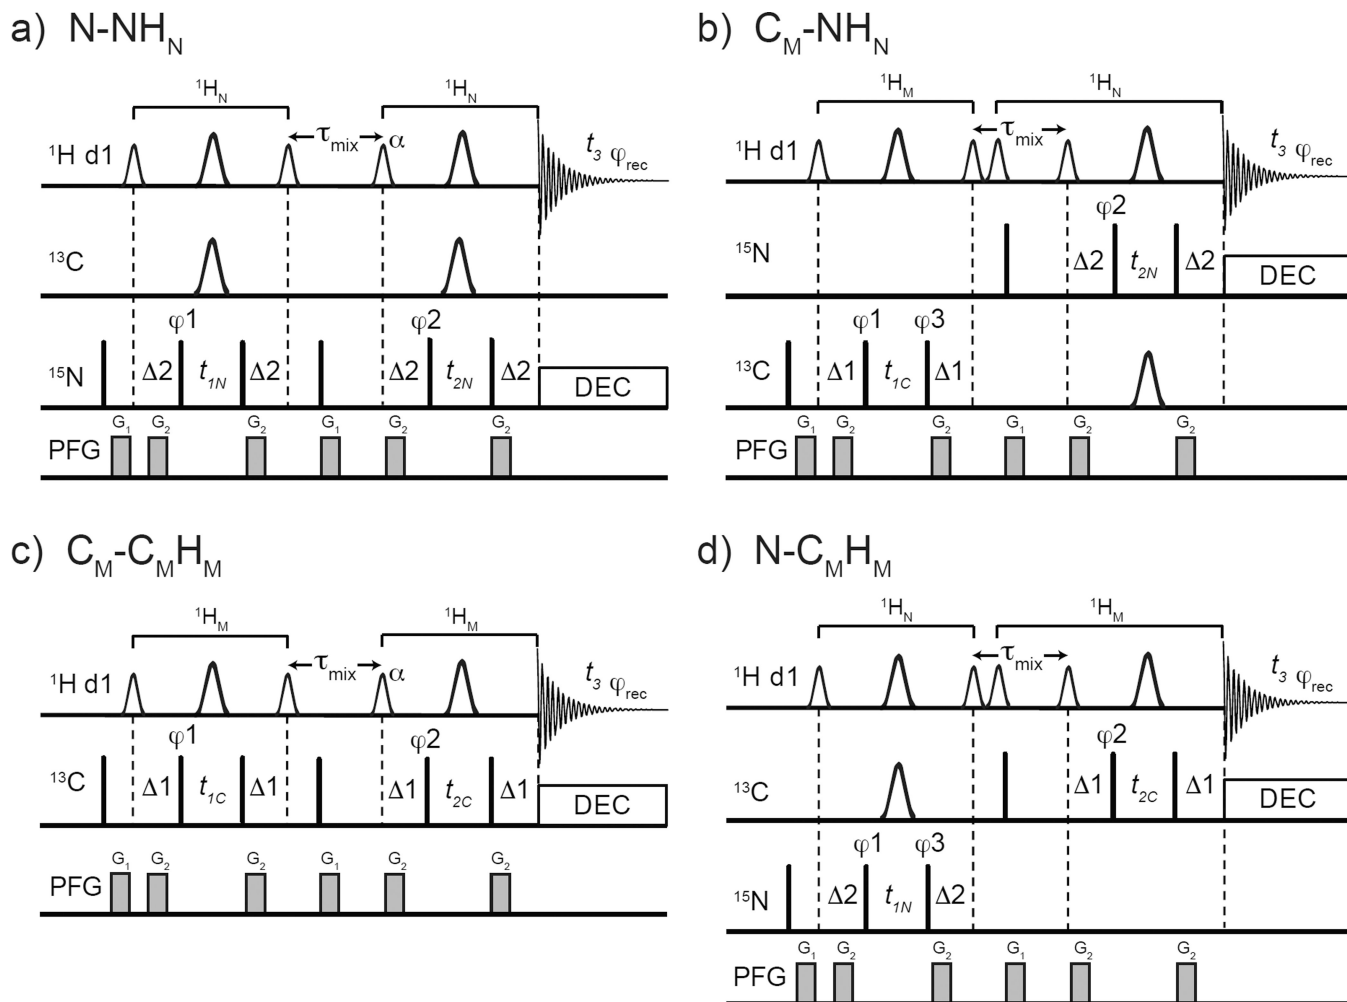 a) N-NH_N
¹H_N ¹H_N
¹H d1 τ_mix α t_3 φ_rec
¹³C
φ1 φ2
¹⁵N Δ2 t_1N Δ2 Δ2 t_2N Δ2 DEC
G_1 G_2 G_2 G_1 G_2 G_2
PFG
b) C_M-NH_N
¹H_M ¹H_N
¹H d1 τ_mix t_3 φ_rec
φ2
¹⁵N Δ2 t_2N Δ2 DEC
φ1 φ3
¹³C Δ1 t_1C Δ1
G_1 G_2 G_2 G_1 G_2 G_2
PFG
c) C_M-C_MH_M
¹H_M ¹H_M
¹H d1 τ_mix α t_3 φ_rec
φ1 φ2
¹³C Δ1 t_1C Δ1 Δ1 t_2C Δ1 DEC
G_1 G_2 G_2 G_1 G_2 G_2
PFG
d) N-C_MH_M
¹H_N ¹H_M
¹H d1 τ_mix t_3 φ_rec
φ2
¹³C Δ1 t_2C Δ1 DEC
φ1 φ3
¹⁵N Δ2 t_1N Δ2
G_1 G_2 G_2 G_1 G_2 G_2
PFG